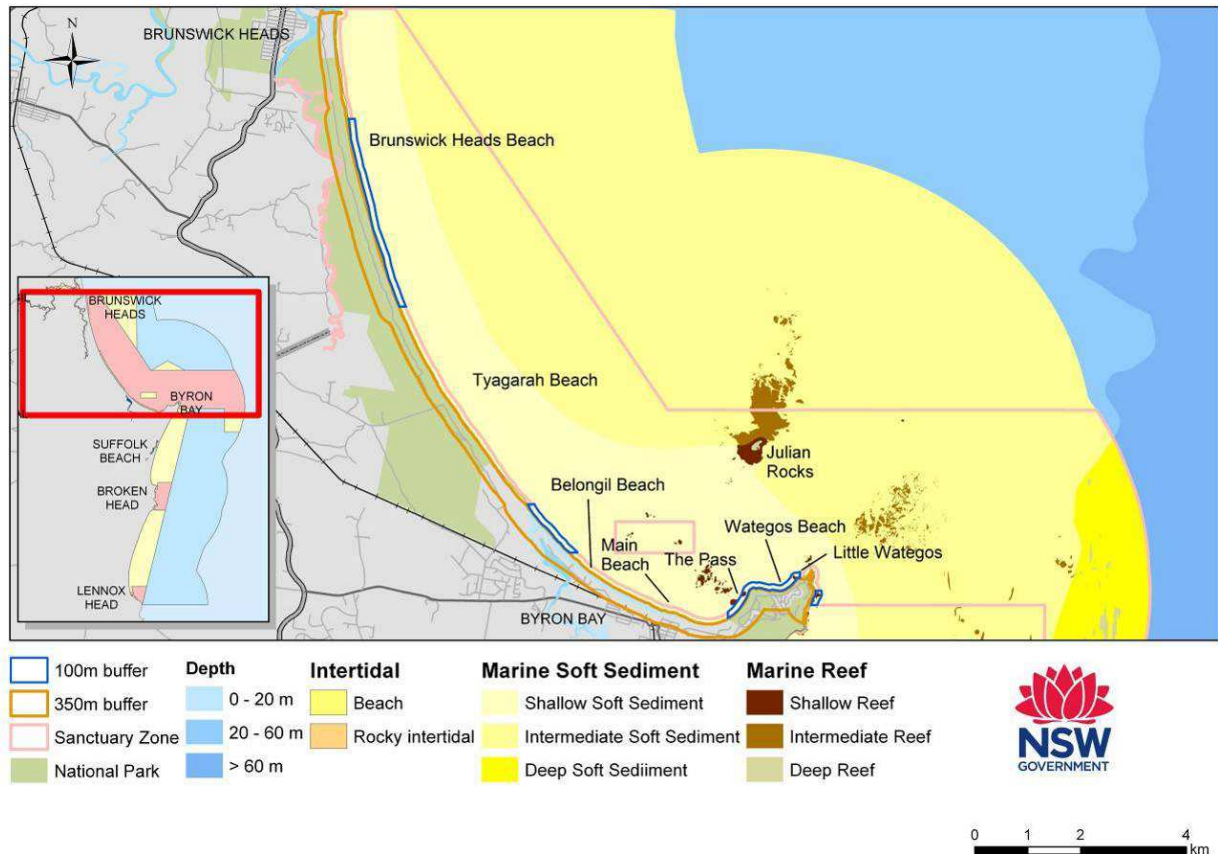 N
BRUNSWICK HEADS
Brunswick Heads Beach
Tyagarah Beach
Julian
Rocks
Belongil Beach
Wategos Beach
Little Wategos
Main
Beach
The Pass
BYRON BAY
BRUNSWICK
HEADS
BYRON
BAY
SUFFOLK
BEACH
BROKEN
HEAD
LENNOX
HEAD
100m buffer
350m buffer
Sanctuary Zone
National Park
Depth
0 - 20 m
20 - 60 m
> 60 m
Intertidal
Beach
Rocky intertidal
Marine Soft Sediment
Shallow Soft Sediment
Intermediate Soft Sediment
Deep Soft Sediiment
Marine Reef
Shallow Reef
Intermediate Reef
Deep Reef
NSW
GOVERNMENT
0 1 2 4
km